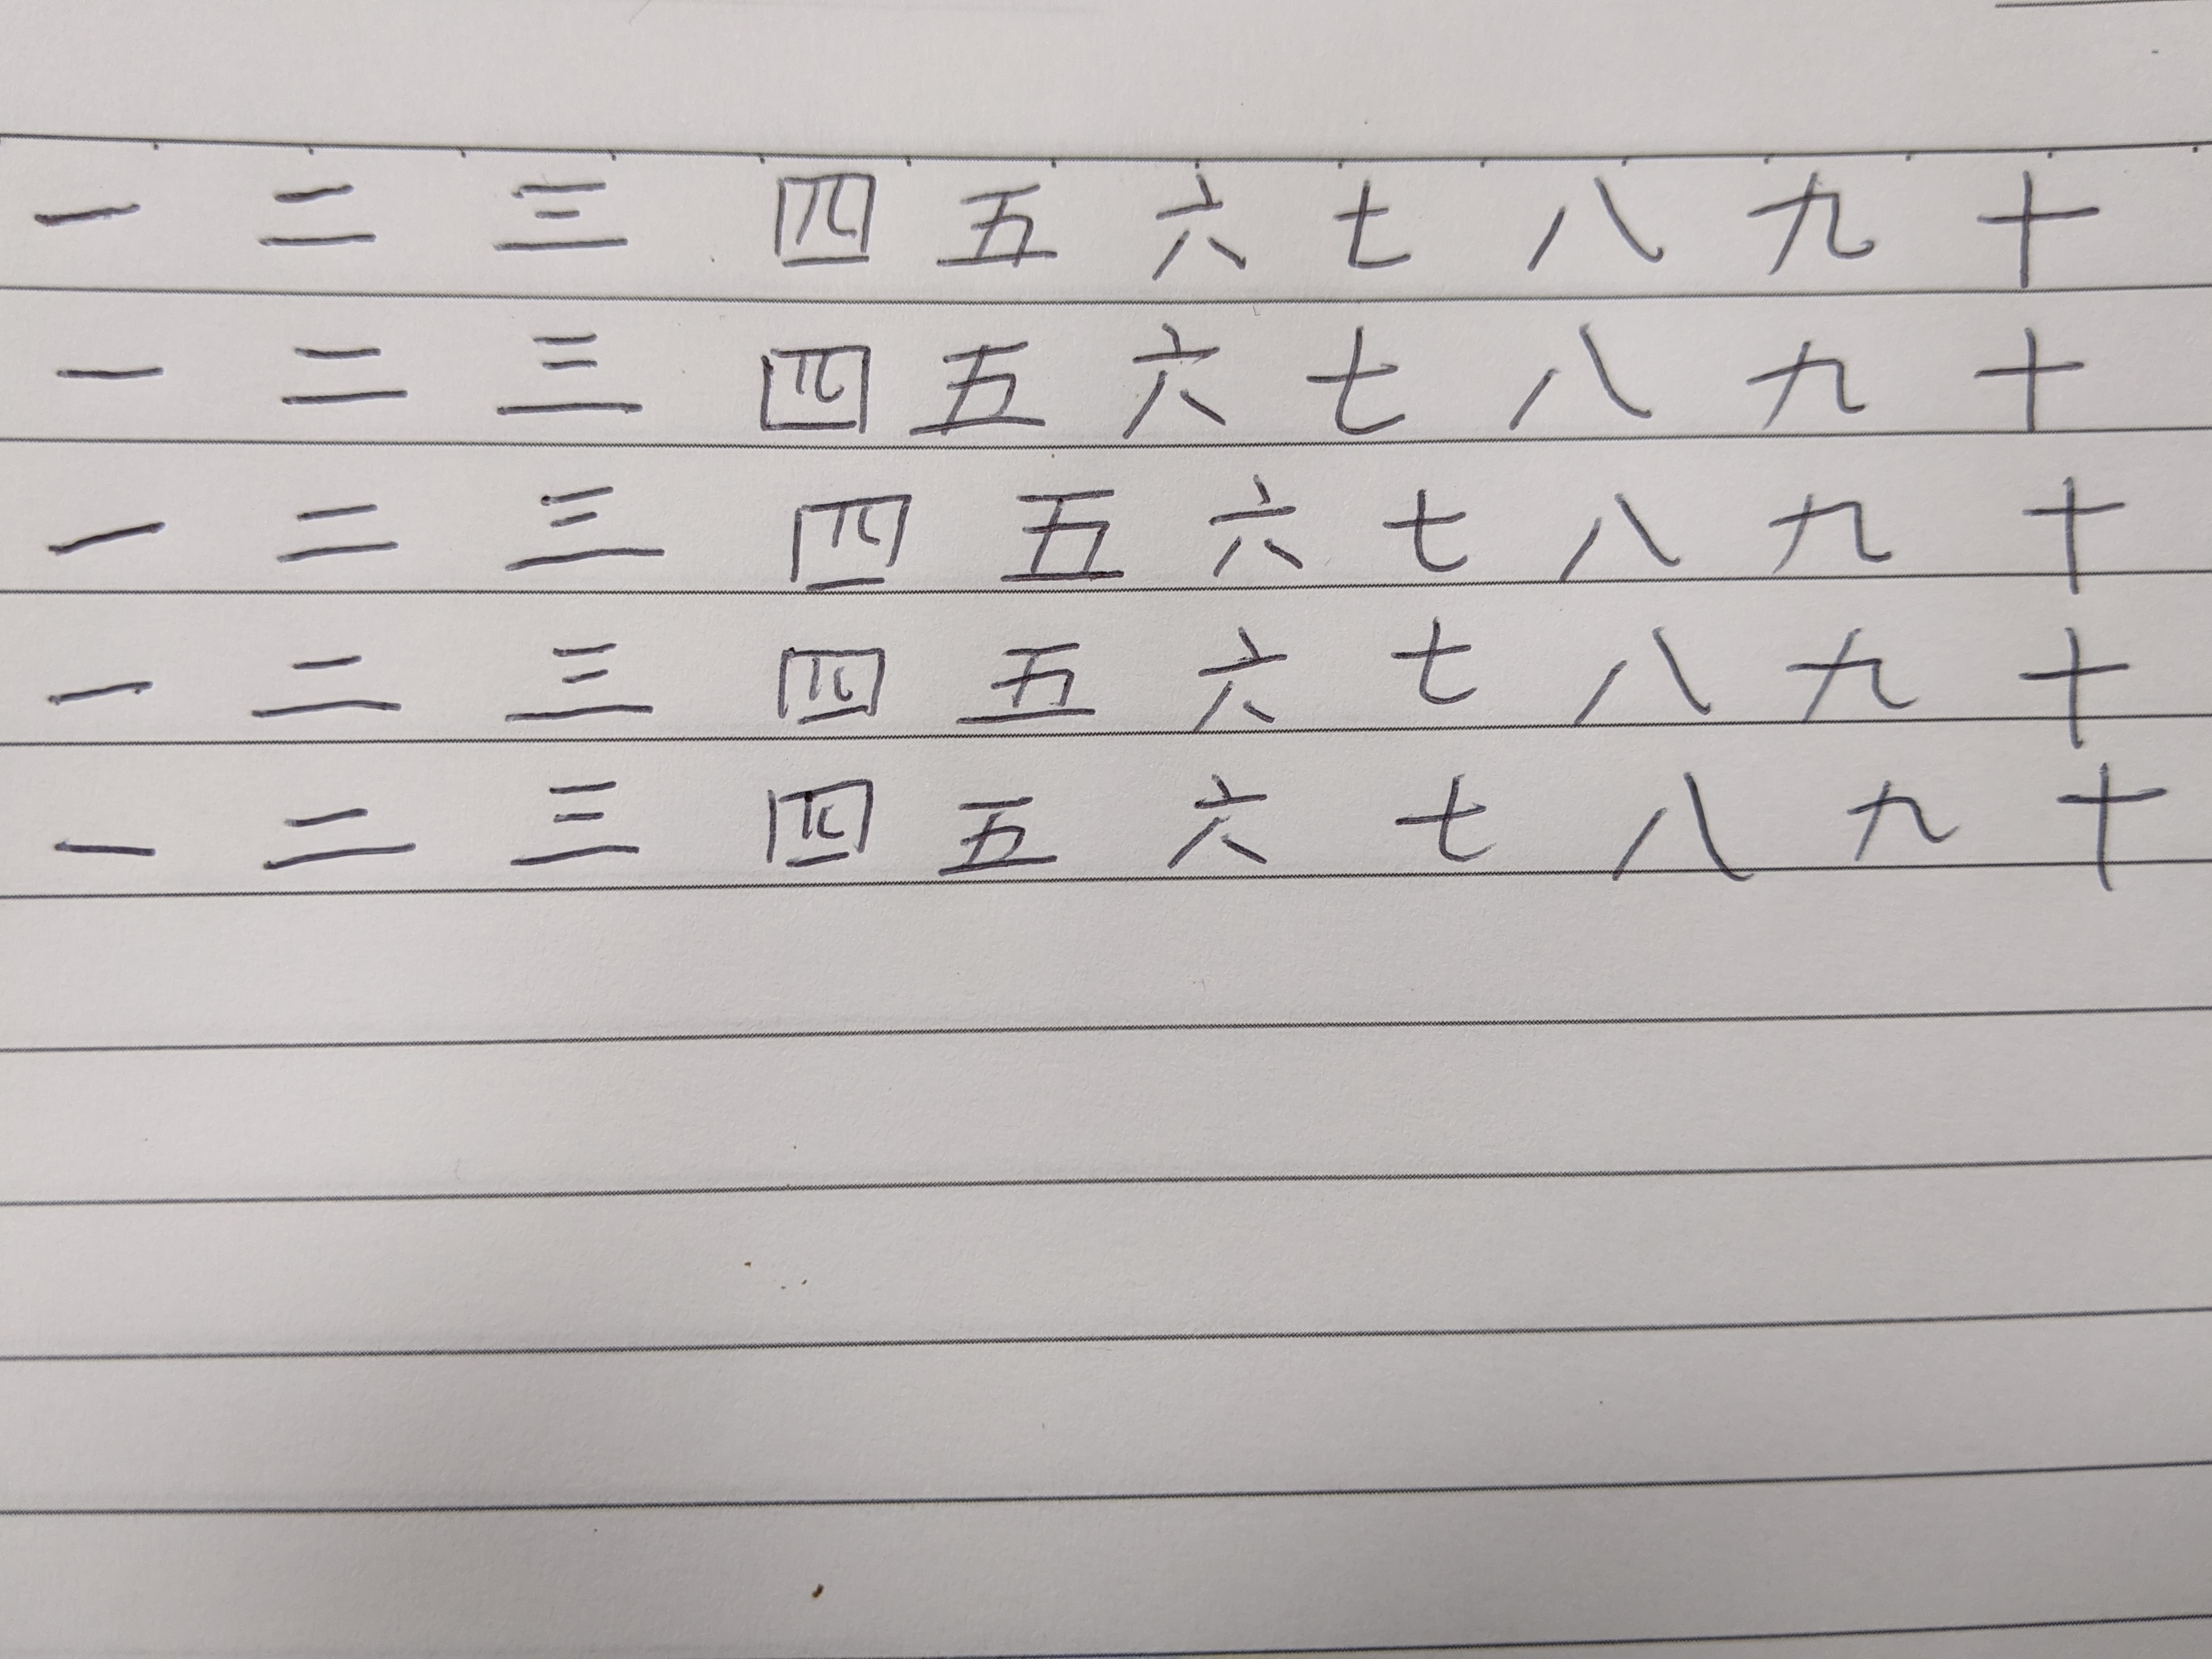 一 二 三 四 五 六 七 八 九 十
一 二 三 四 五 六 七 八 九 十
一 二 三 四 五 六 七 八 九 十
一 二 三 四 五 六 七 八 九 十
一 二 三 四 五 六 七 八 九 十